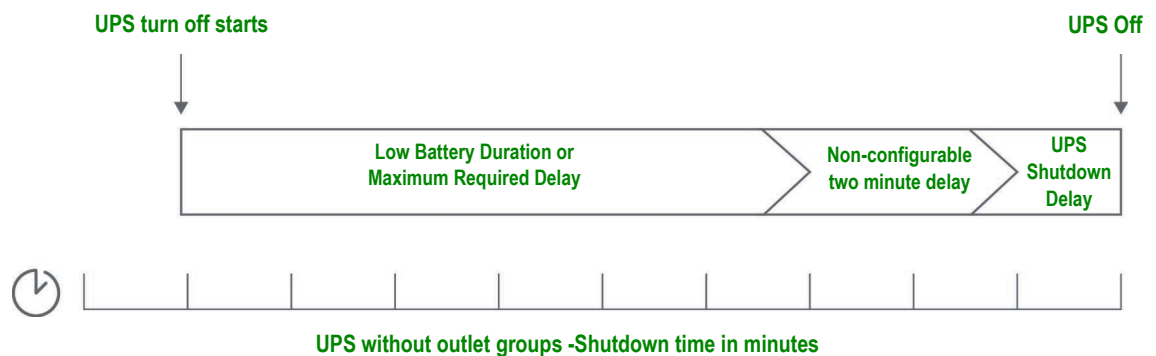 UPS turn off starts
UPS Off
Low Battery Duration or
Maximum Required Delay
Non-configurable
two minute delay
UPS
Shutdown
Delay
UPS without outlet groups -Shutdown time in minutes